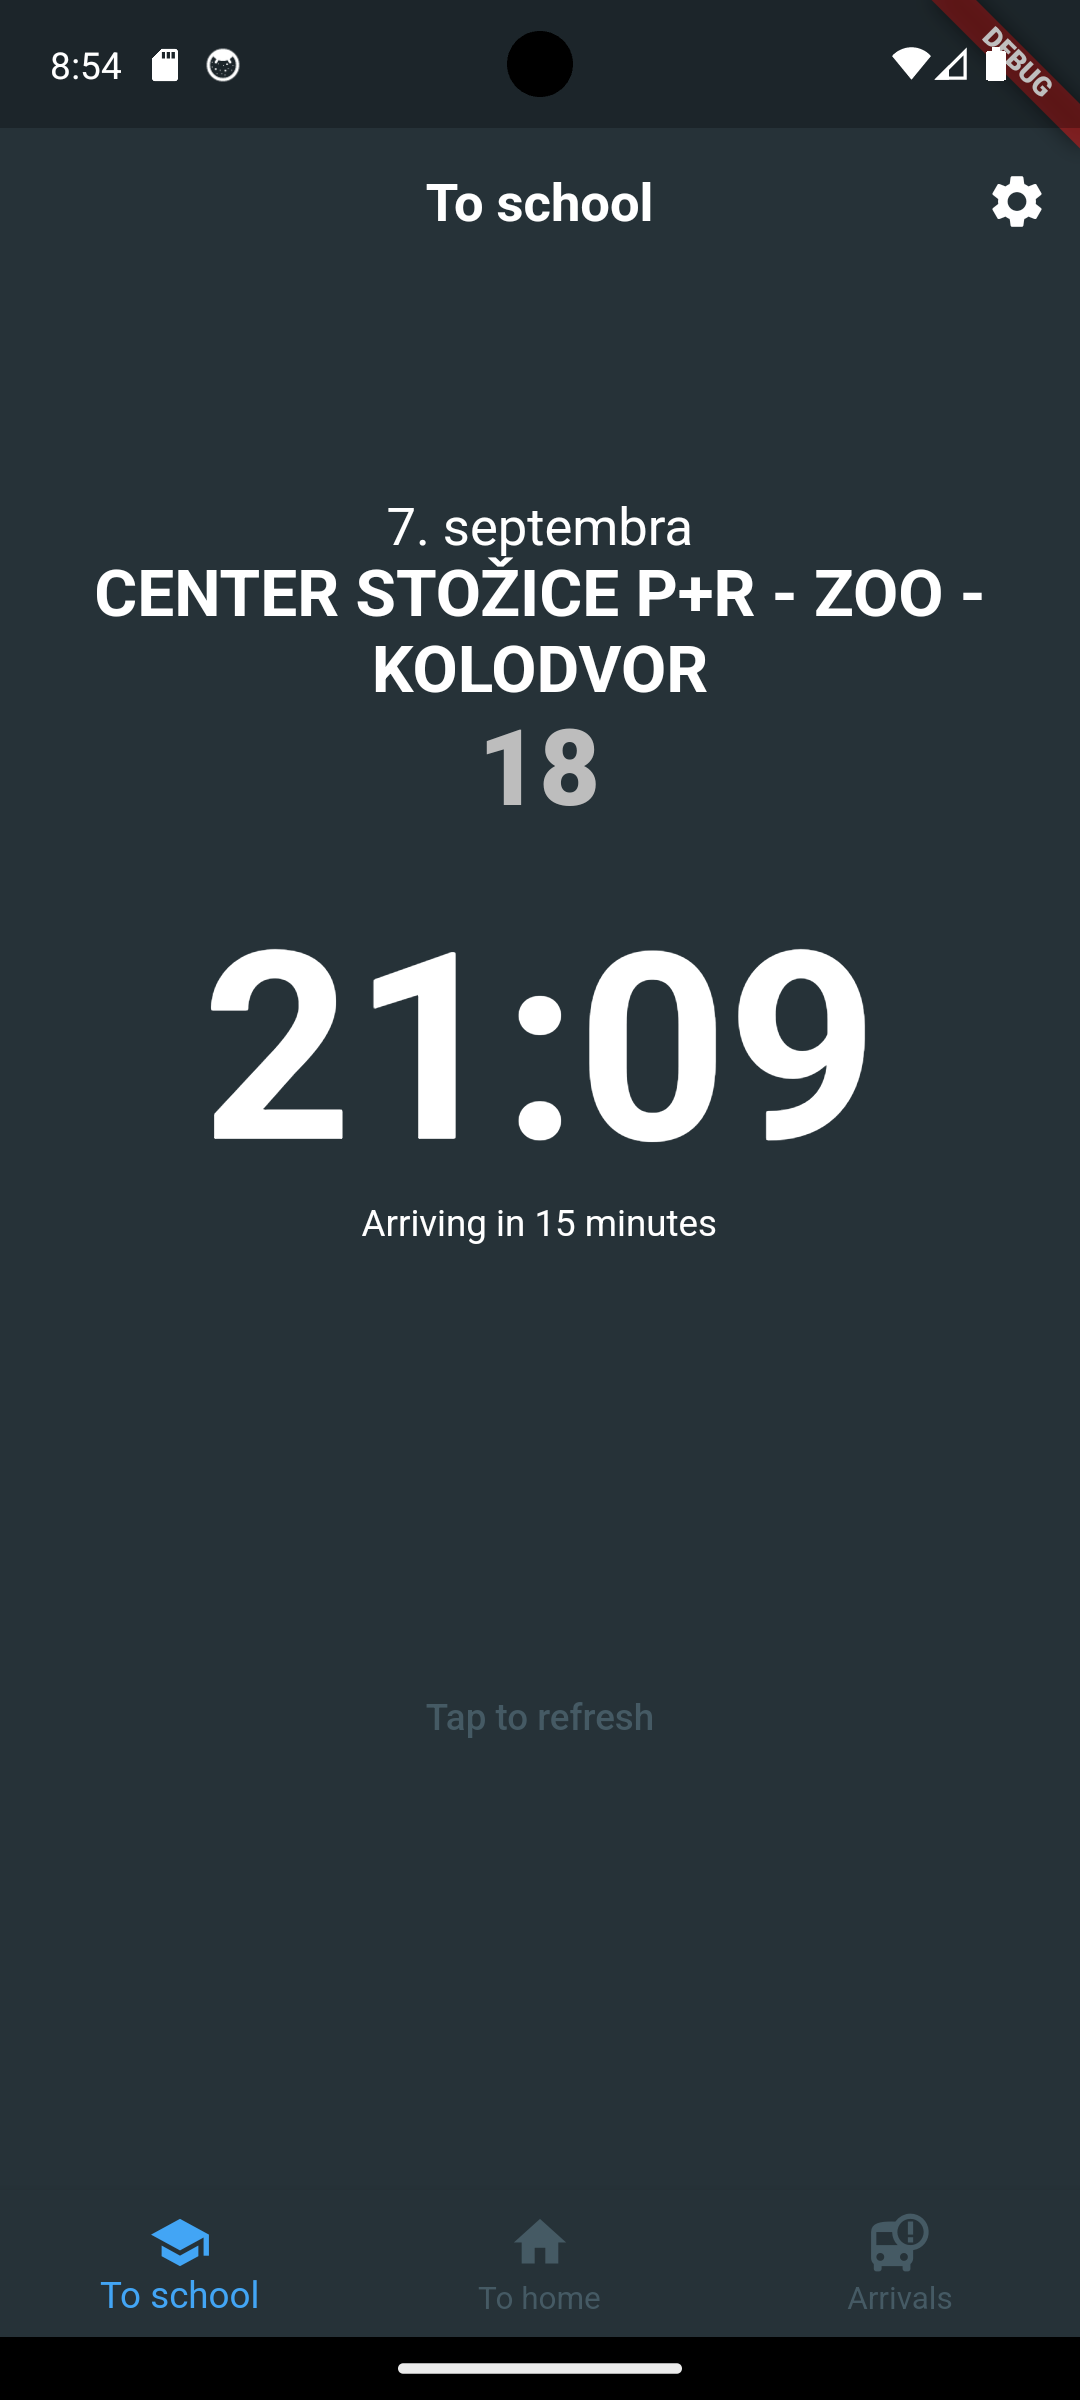 8:54
DEBUG
To school
7. septembra
CENTER STOŽICE P+R - ZOO -
KOLODVOR
18
21:09
Arriving in 15 minutes
Tap to refresh
To school
To home
Arrivals